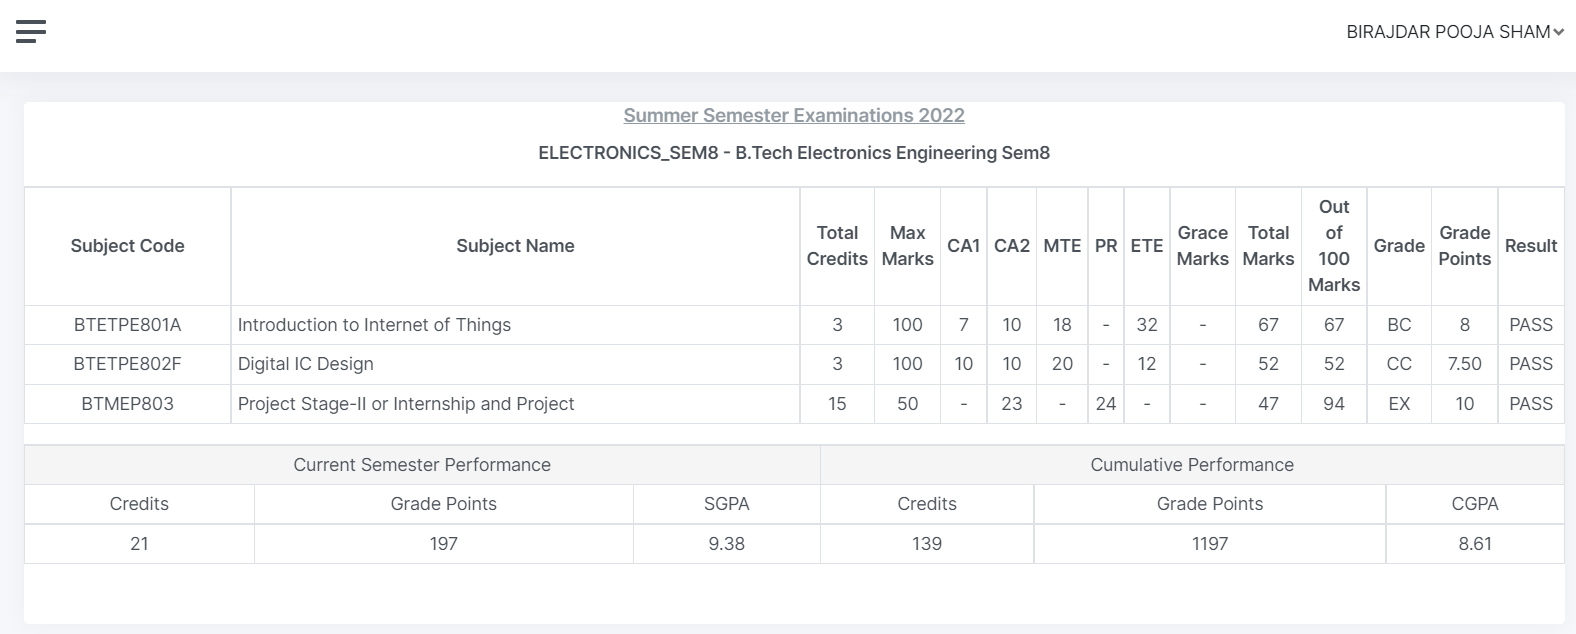 BIRAJDAR POOJA SHAM
Summer Semester Examinations 2022
ELECTRONICS_SEM8 - B.Tech Electronics Engineering Sem8
Subject Code Subject Name Total Credits Max Marks CA1 CA2 MTE PR ETE Grace Marks Total Marks Out of 100 Marks Grade Grade Points Result
BTETPE801A Introduction to Internet of Things 3 100 7 10 18 - 32 - 67 67 BC 8 PASS
BTETPE802F Digital IC Design 3 100 10 10 20 - 12 - 52 52 CC 7.50 PASS
BTMEP803 Project Stage-II or Internship and Project 15 50 - 23 - 24 - - 47 94 EX 10 PASS
Current Semester Performance Cumulative Performance
Credits Grade Points SGPA Credits Grade Points CGPA
21 197 9.38 139 1197 8.61